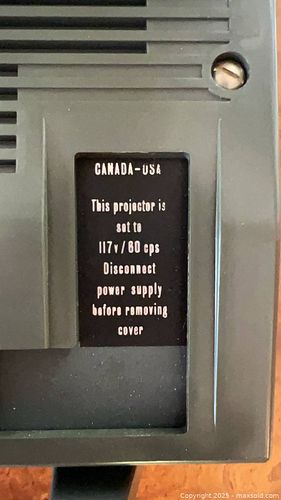 CANADA-USA
This projector is
set to
117v/60 cps
Disconnect
power supply
before removing
cover
Copyright © 2025 - maxsold.com